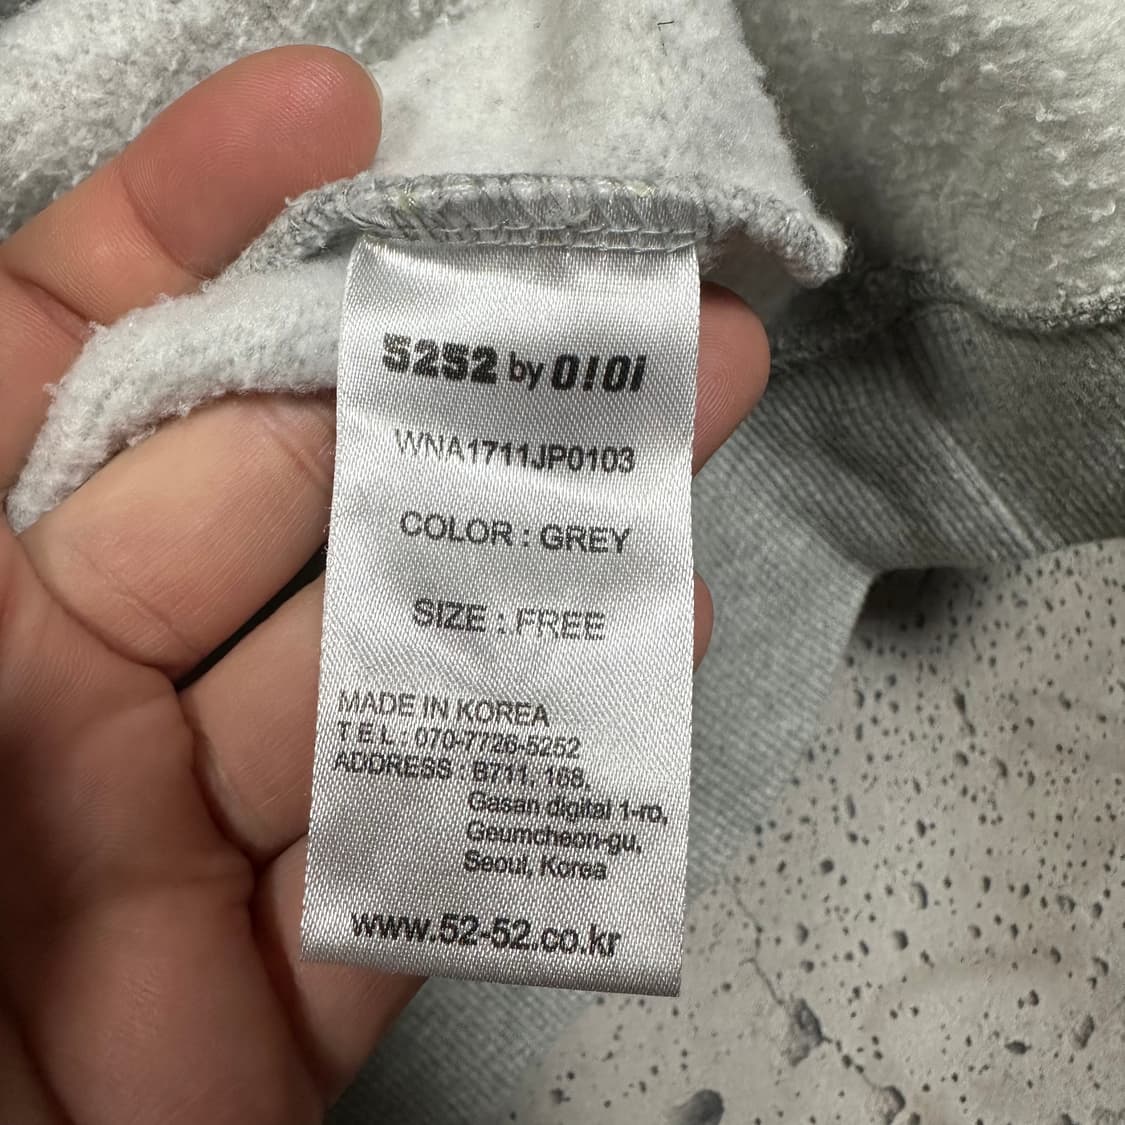 5252 by O!Oi
WNA1711JP0103
COLOR : GREY
SIZE : FREE
MADE IN KOREA
T E L . 070-7726-5252
ADDRESS : B711, 168,
Gasan digital 1-ro,
Geumcheon-gu,
Seoul, Korea
www.52-52.co.kr